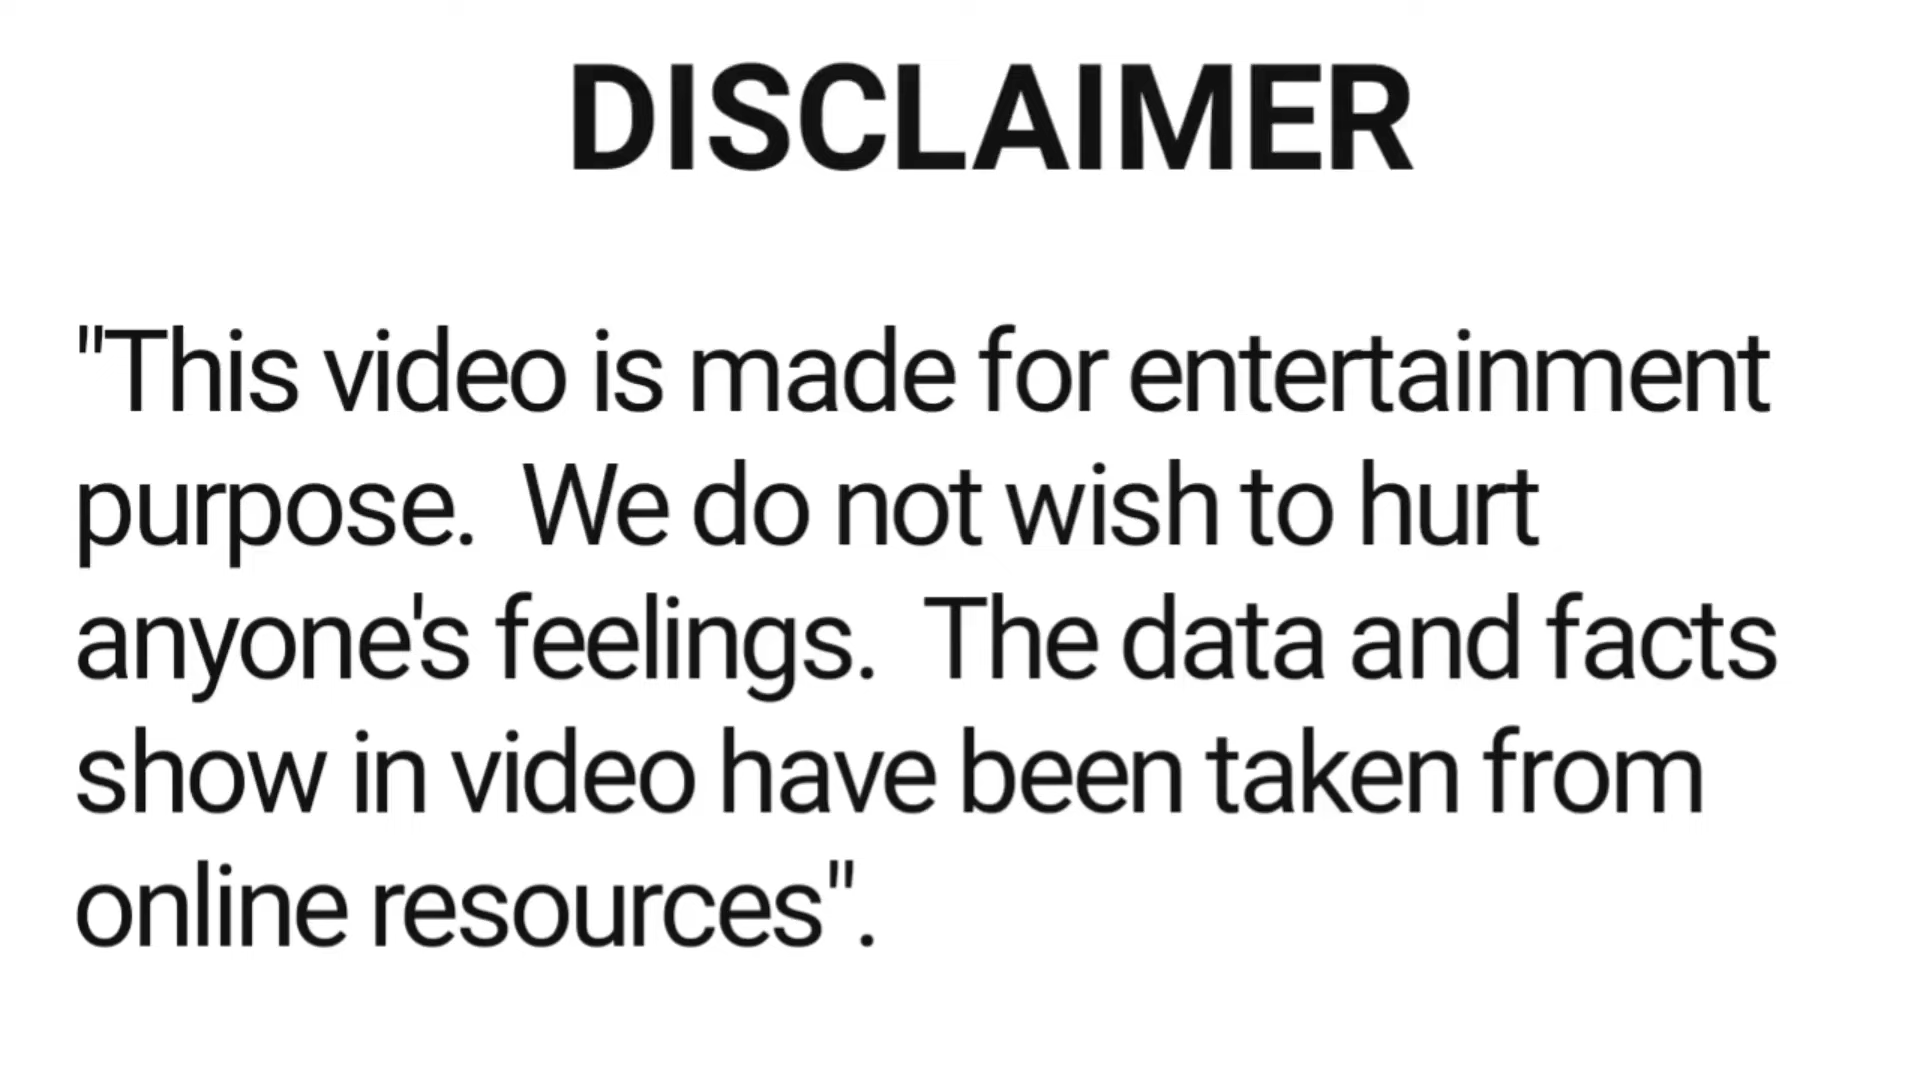 DISCLAIMER
"This video is made for entertainment
purpose.  We do not wish to hurt
anyone's feelings.  The data and facts
show in video have been taken from
online resources".